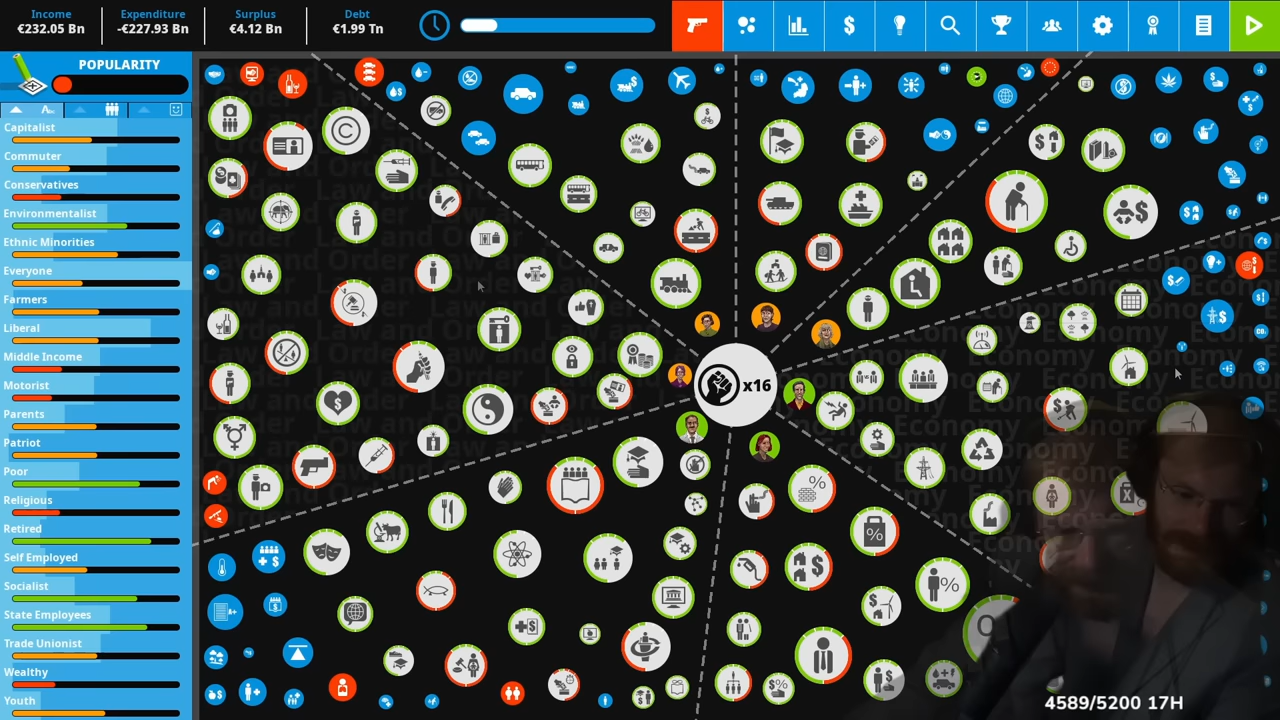 Income
€232.05 Bn
Expenditure
-€227.93 Bn
Surplus
€4.12 Bn
Debt
€1.99 Tn
POPULARITY
Capitalist
Commuter
Conservatives
Environmentalist
Ethnic Minorities
Everyone
Farmers
Liberal
Middle Income
Motorist
Parents
Patriot
Poor
Religious
Retired
Self Employed
Socialist
State Employees
Trade Unionist
Wealthy
Youth
x16
4589/5200 17H